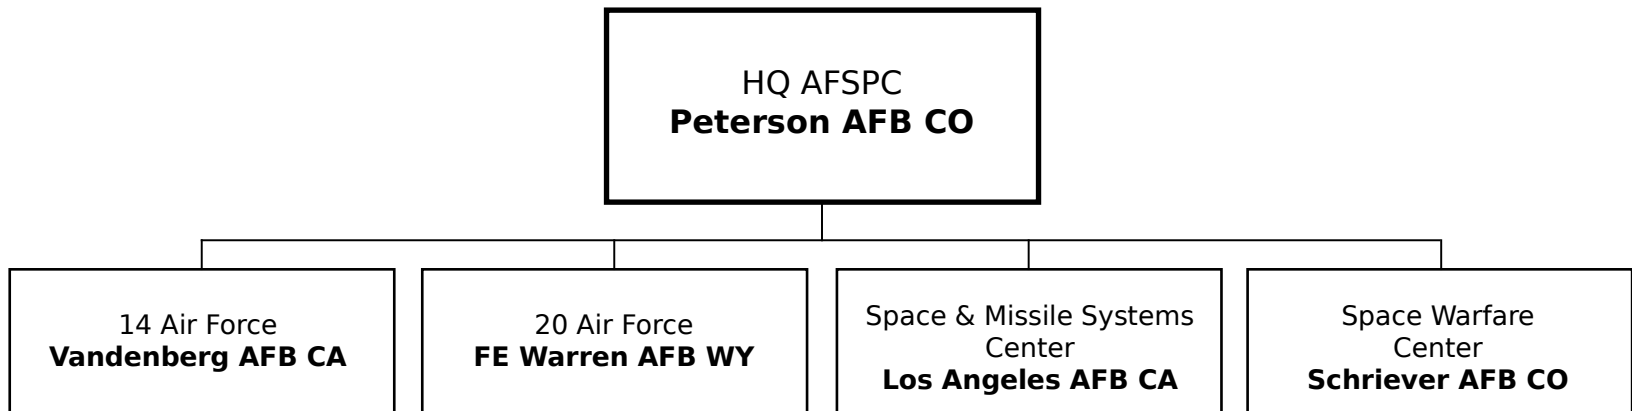 HQ AFSPC
Peterson AFB CO
14 Air Force
Vandenberg AFB CA
20 Air Force
FE Warren AFB WY
Space & Missile Systems
Center
Los Angeles AFB CA
Space Warfare
Center
Schriever AFB CO